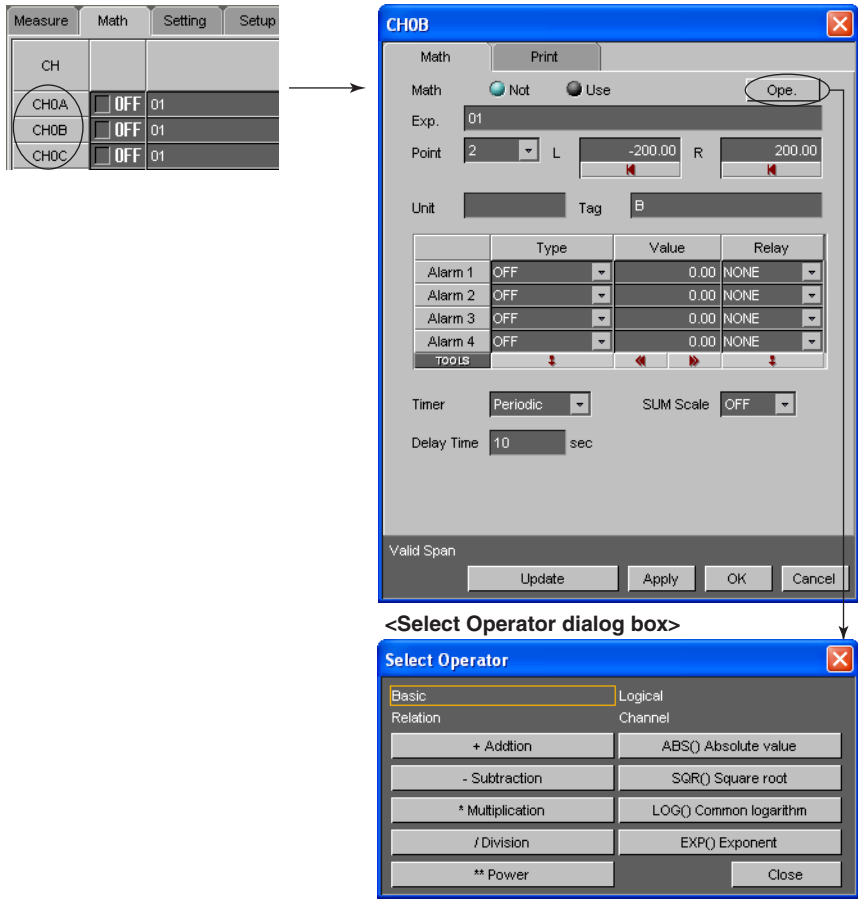 Measure Math Setting Setup
CH
CH0A OFF 01
CH0B OFF 01
CH0C OFF 01
CH0B
Math Print
Math Not Use Ope.
Exp. 01
Point 2 L -200.00 R 200.00
Unit Tag B
Type Value Relay
Alarm 1 OFF 0.00 NONE
Alarm 2 OFF 0.00 NONE
Alarm 3 OFF 0.00 NONE
Alarm 4 OFF 0.00 NONE
TOOLS
Timer Periodic SUM Scale OFF
Delay Time 10 sec
Valid Span
Update Apply OK Cancel
<Select Operator dialog box>
Select Operator
Basic Logical
Relation Channel
+ Addtion ABS() Absolute value
- Subtraction SQR() Square root
* Multiplication LOG() Common logarithm
/ Division EXP() Exponent
** Power Close